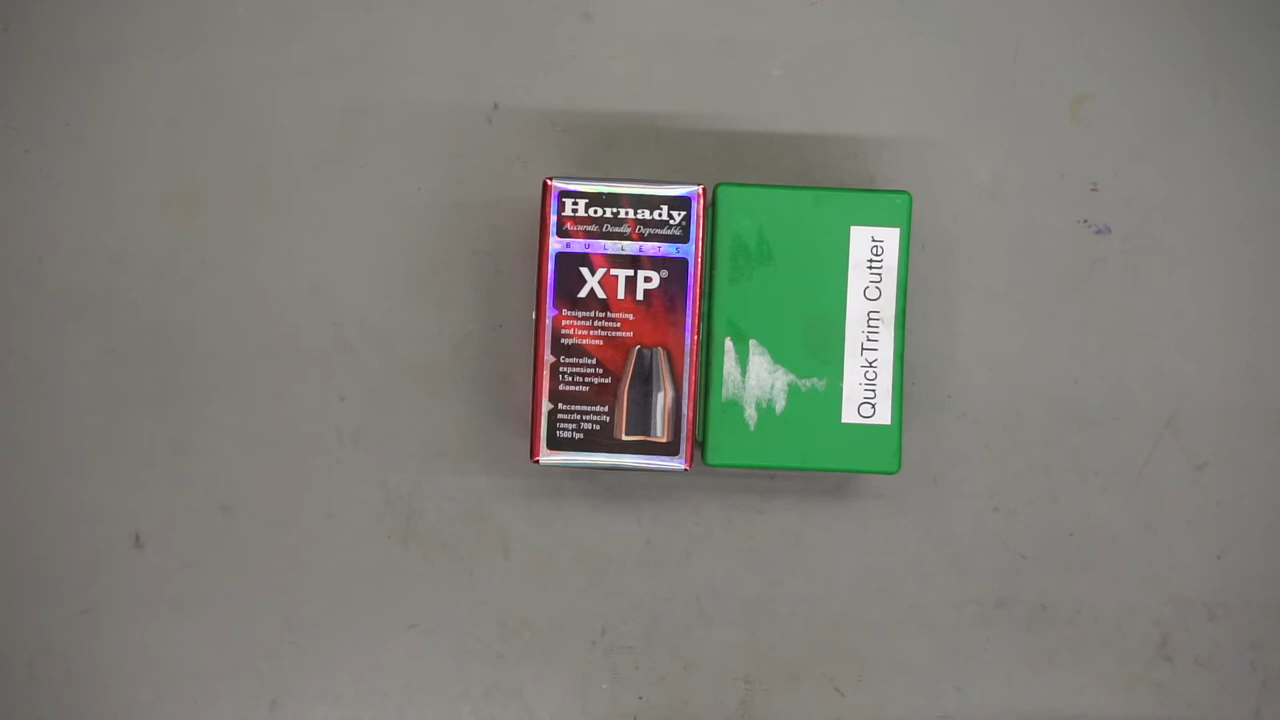 Hornady®
Accurate. Deadly. Dependable.
BULLETS
XTP®
Designed for hunting,
personal defense
and law enforcement
applications
Controlled
expansion to
1.5x its original
diameter
Recommended
muzzle velocity
range: 700 to
1500 fps
QuickTrim Cutter